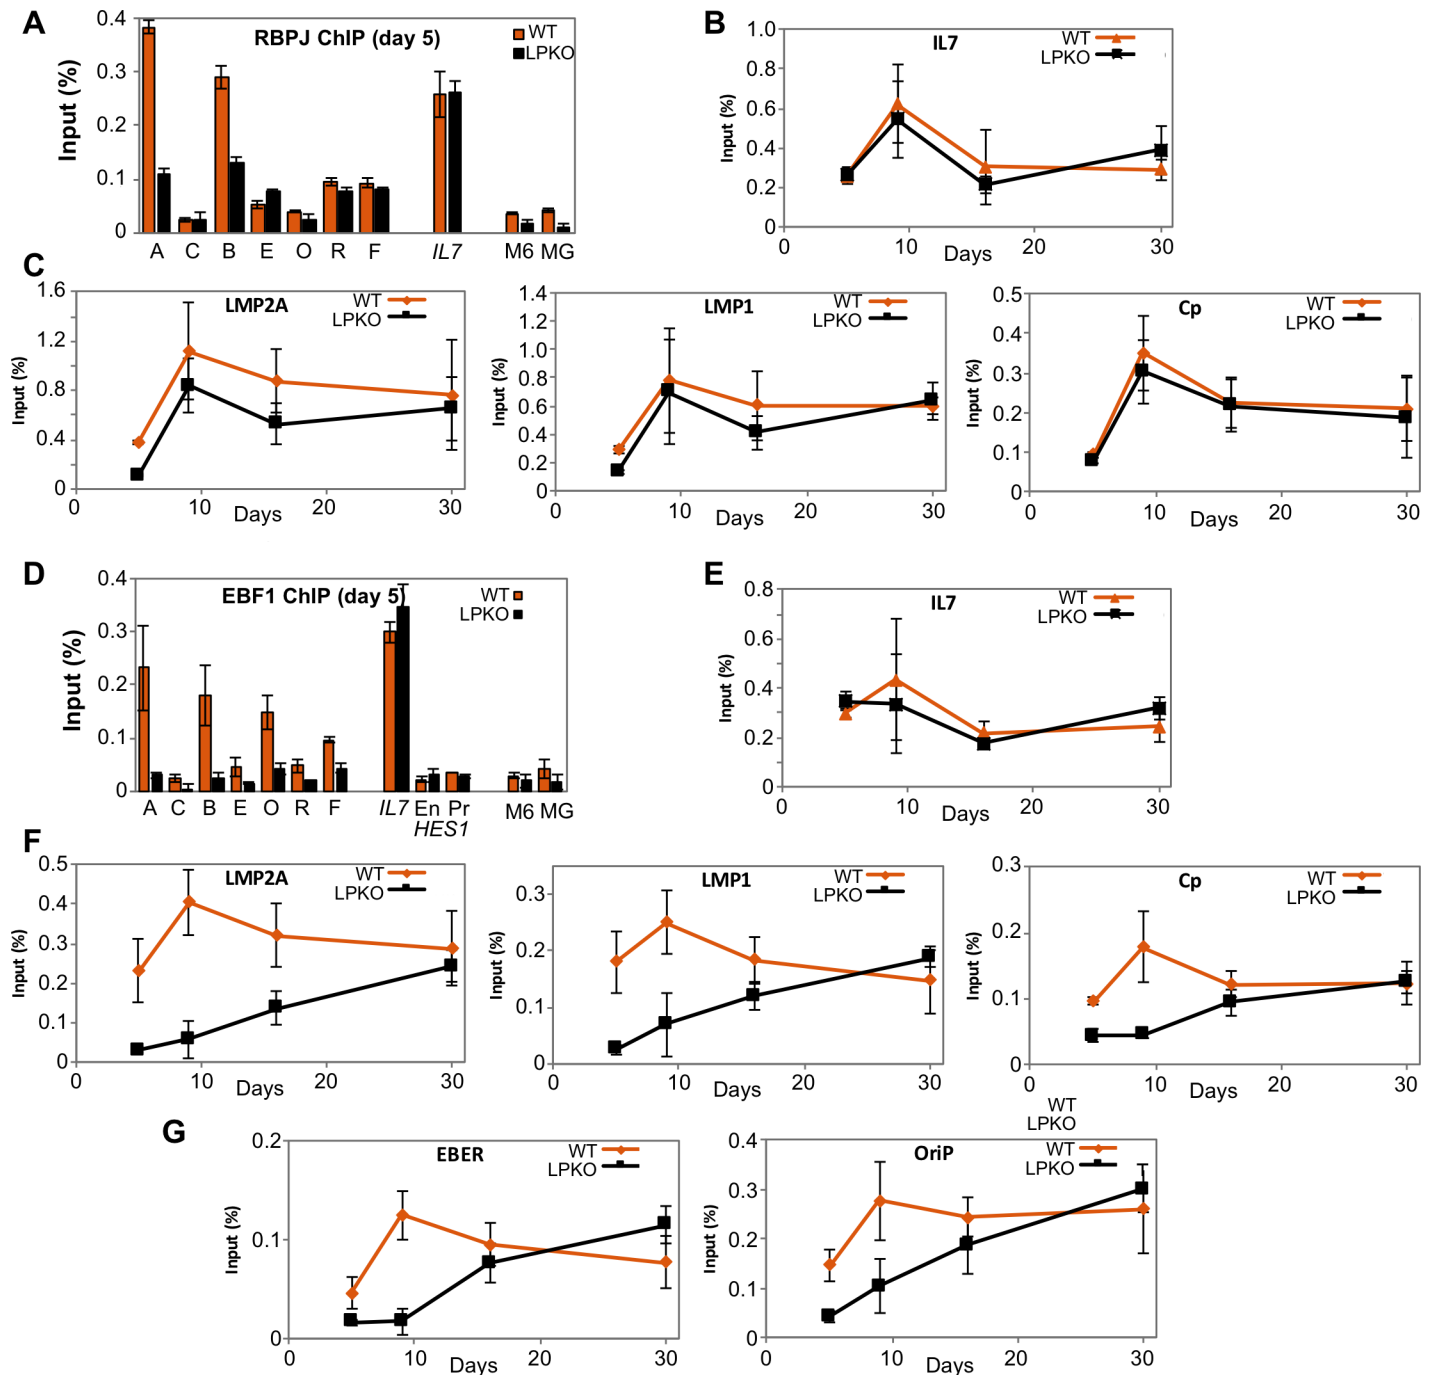 A
0.4
0.3
0.2
0.1
0
Input (%)
RBPJ ChIP (day 5)
WT
LPKO
A C B E O R F IL7 M6 MG
B
1.0
0.8
0.6
0.4
0.2
0
Input (%)
IL7
WT
LPKO
0 10 20 30
Days
C
1.6
1.2
0.8
0.4
0
Input (%)
LMP2A
WT
LPKO
0 10 20 30
Days
1.4
1.2
1.0
0.8
0.6
0.4
0.2
0
Input (%)
LMP1
WT
LPKO
0 10 20 30
Days
0.5
0.4
0.3
0.2
0.1
0
Input (%)
Cp
WT
LPKO
0 10 20 30
Days
D
0.4
0.3
0.2
0.1
0
Input (%)
EBF1 ChIP (day 5)
WT
LPKO
A C B E O R F IL7 En Pr M6 MG
HES1
E
0.8
0.6
0.4
0.2
0
Input (%)
IL7
WT
LPKO
0 10 20 30
Days
F
0.5
0.4
0.3
0.2
0.1
0
Input (%)
LMP2A
WT
LPKO
0 10 20 30
Days
0.3
0.2
0.1
0
Input (%)
LMP1
WT
LPKO
0 10 20 30
Days
0.3
0.2
0.1
0
Input (%)
Cp
WT
LPKO
0 10 20 30
Days
WT
LPKO
G
0.2
0.1
0
Input (%)
EBER
WT
LPKO
0 10 20 30
Days
0.4
0.3
0.2
0.1
0
Input (%)
OriP
WT
LPKO
0 10 20 30
Days